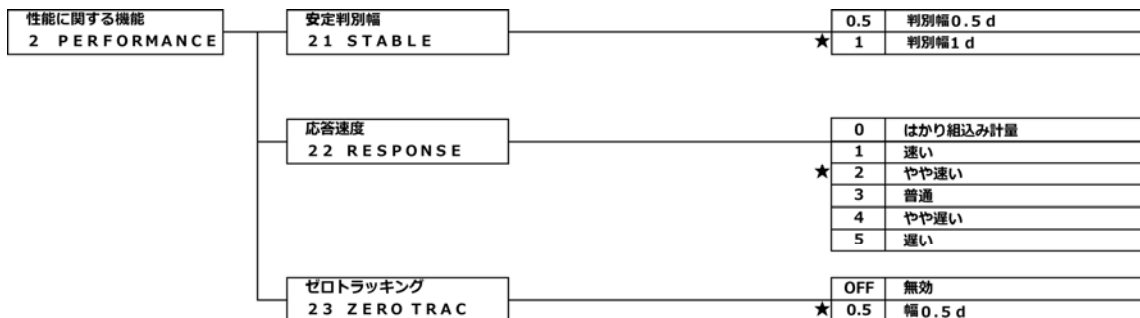 性能に関する機能
2 PERFORMANCE
安定判別幅
21 STABLE
0.5 判別幅0.5d
★ 1 判別幅1d
応答速度
22 RESPONSE
0 はかり組込み計量
1 速い
★ 2 やや速い
3 普通
4 やや遅い
5 遅い
ゼロトラッキング
23 ZERO TRAC
OFF 無効
★ 0.5 幅0.5d